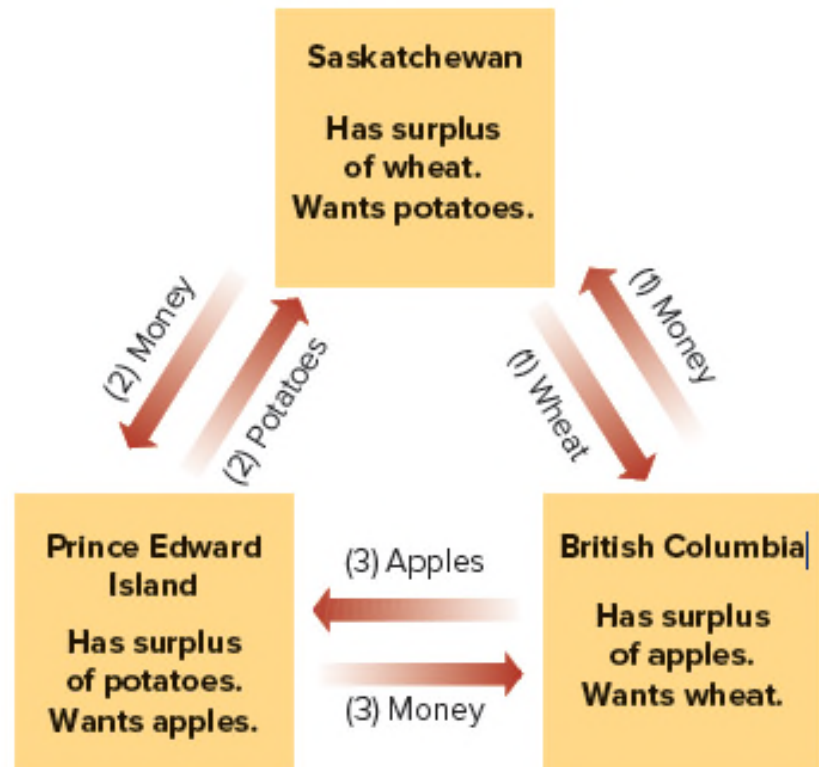 Saskatchewan
Has surplus
of wheat.
Wants potatoes.
(2) Money
(2) Potatoes
(1) Money
(1) Wheat
Prince Edward
Island
Has surplus
of potatoes.
Wants apples.
(3) Apples
(3) Money
British Columbia
Has surplus
of apples.
Wants wheat.